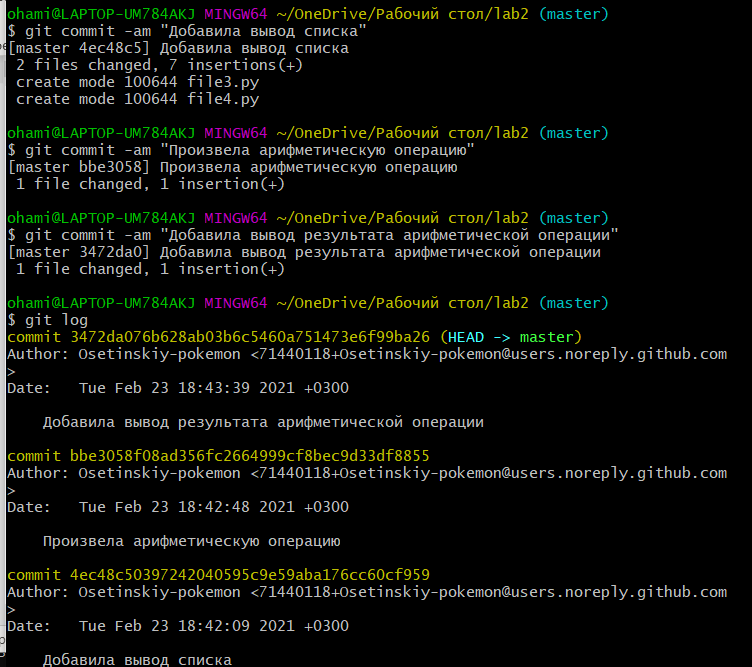 ohami@LAPTOP-UM784AKJ MINGW64 ~/OneDrive/Рабочий стол/lab2 (master)
$ git commit -am "Добавила вывод списка"
[master 4ec48c5] Добавила вывод списка
 2 files changed, 7 insertions(+)
 create mode 100644 file3.py
 create mode 100644 file4.py

ohami@LAPTOP-UM784AKJ MINGW64 ~/OneDrive/Рабочий стол/lab2 (master)
$ git commit -am "Произвела арифметическую операцию"
[master bbe3058] Произвела арифметическую операцию
 1 file changed, 1 insertion(+)

ohami@LAPTOP-UM784AKJ MINGW64 ~/OneDrive/Рабочий стол/lab2 (master)
$ git commit -am "Добавила вывод результата арифметической операции"
[master 3472da0] Добавила вывод результата арифметической операции
 1 file changed, 1 insertion(+)

ohami@LAPTOP-UM784AKJ MINGW64 ~/OneDrive/Рабочий стол/lab2 (master)
$ git log
commit 3472da076b628ab03b6c5460a751473e6f99ba26 (HEAD -> master)
Author: Osetinskiy-pokemon <71440118+Osetinskiy-pokemon@users.noreply.github.com
>
Date:   Tue Feb 23 18:43:39 2021 +0300

    Добавила вывод результата арифметической операции

commit bbe3058f08ad356fc2664999cf8bec9d33df8855
Author: Osetinskiy-pokemon <71440118+Osetinskiy-pokemon@users.noreply.github.com
>
Date:   Tue Feb 23 18:42:48 2021 +0300

    Произвела арифметическую операцию

commit 4ec48c50397242040595c9e59aba176cc60cf959
Author: Osetinskiy-pokemon <71440118+Osetinskiy-pokemon@users.noreply.github.com
>
Date:   Tue Feb 23 18:42:09 2021 +0300

    Добавила вывод списка